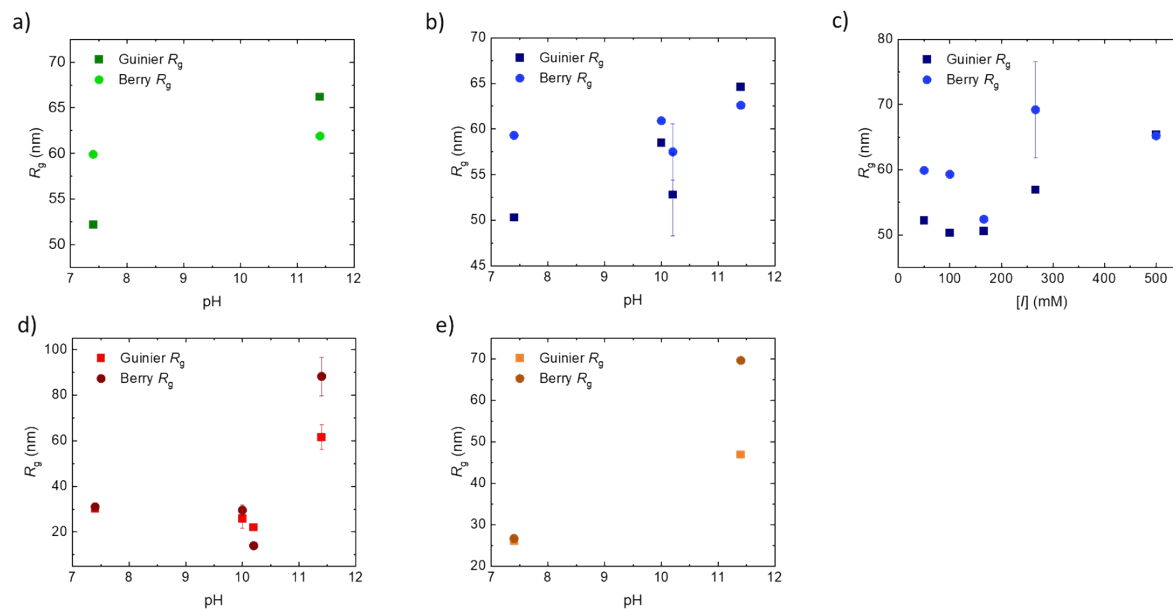 a)
70
65
60
55
50
Rg (nm)
Guinier Rg
Berry Rg
7 8 9 10 11 12
pH
b)
70
65
60
55
50
45
Rg (nm)
Guinier Rg
Berry Rg
7 8 9 10 11 12
pH
c)
80
70
60
50
Rg (nm)
Guinier Rg
Berry Rg
0 100 200 300 400 500
[I] (mM)
d)
100
80
60
40
20
Rg (nm)
Guinier Rg
Berry Rg
7 8 9 10 11 12
pH
e)
70
60
50
40
30
20
Rg (nm)
Guinier Rg
Berry Rg
7 8 9 10 11 12
pH